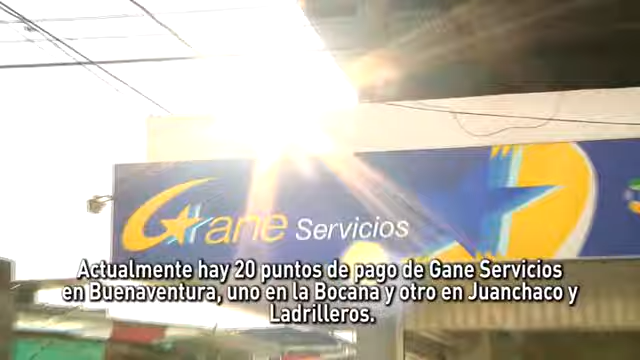 Gane Servicios
Actualmente hay 20 puntos de pago de Gane Servicios
en Buenaventura, uno en la Bocana y otro en Juanchaco y
Ladrilleros.